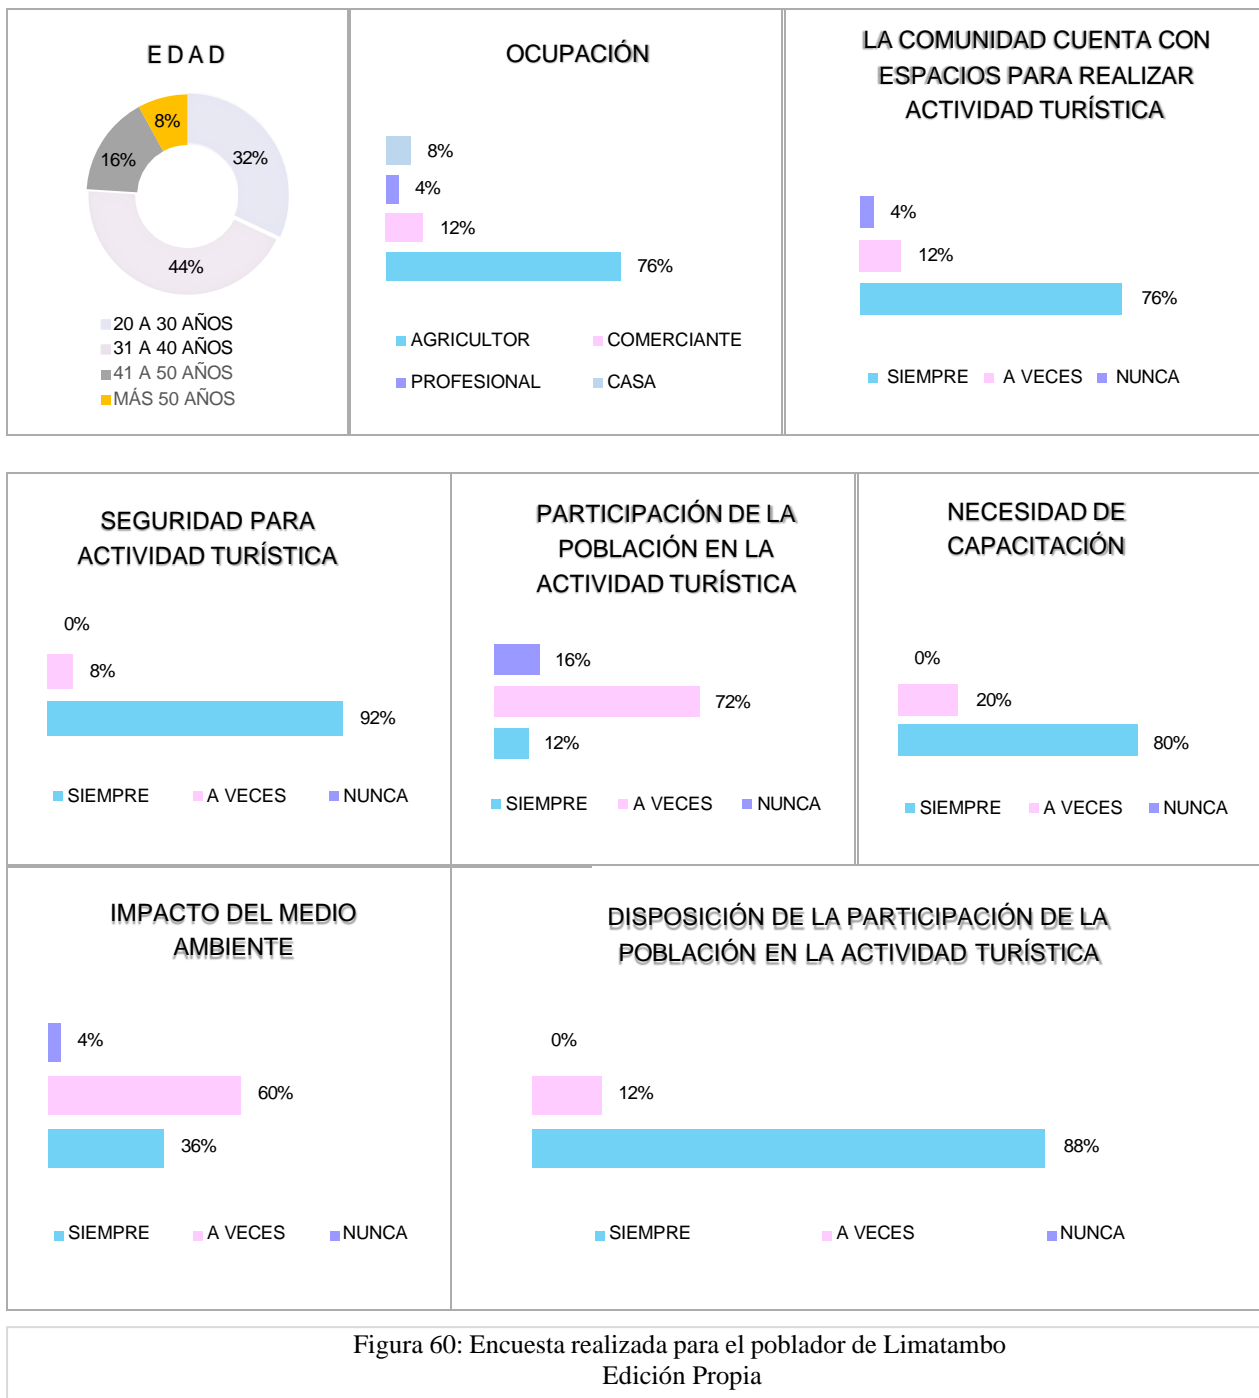 EDAD
8%
32%
16%
44%
20 A 30 AÑOS
31 A 40 AÑOS
41 A 50 AÑOS
MÁS 50 AÑOS
OCUPACIÓN
8%
4%
12%
76%
AGRICULTOR COMERCIANTE
PROFESIONAL CASA
LA COMUNIDAD CUENTA CON
ESPACIOS PARA REALIZAR
ACTIVIDAD TURÍSTICA
4%
12%
76%
SIEMPRE A VECES NUNCA
SEGURIDAD PARA
ACTIVIDAD TURÍSTICA
0%
8%
92%
SIEMPRE A VECES NUNCA
PARTICIPACIÓN DE LA
POBLACIÓN EN LA
ACTIVIDAD TURÍSTICA
16%
72%
12%
SIEMPRE A VECES NUNCA
NECESIDAD DE
CAPACITACIÓN
0%
20%
80%
SIEMPRE A VECES NUNCA
IMPACTO DEL MEDIO
AMBIENTE
4%
60%
36%
SIEMPRE A VECES NUNCA
DISPOSICIÓN DE LA PARTICIPACIÓN DE LA
POBLACIÓN EN LA ACTIVIDAD TURÍSTICA
0%
12%
88%
SIEMPRE A VECES NUNCA
Figura 60: Encuesta realizada para el poblador de Limatambo
Edición Propia